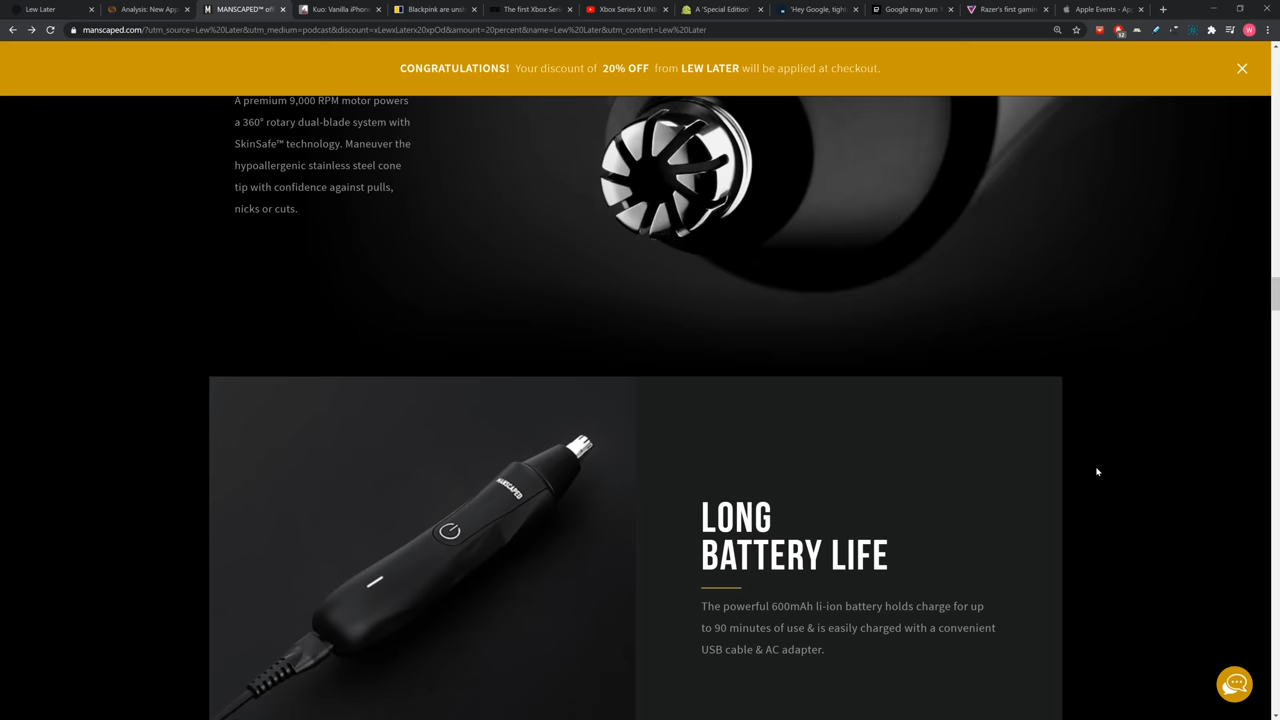 Lew Later
Analysis: New App
MANSCAPED™ offi
Kuo: Vanilla iPhone
Blackpink are unst
The first Xbox Seri
Xbox Series X UNB
A 'Special Edition'
'Hey Google, tight
Google may turn
Razer's first gamin
Apple Events - App
manscaped.com/?utm_source=Lew%20Later&utm_medium=podcast&discount=xLewxLaterx20xpOd&amount=20percent&name=Lew%20Later&utm_content=Lew%20Later
12
W
CONGRATULATIONS! Your discount of 20% OFF from LEW LATER will be applied at checkout.
A premium 9,000 RPM motor powers
a 360° rotary dual-blade system with
SkinSafe™ technology. Maneuver the
hypoallergenic stainless steel cone
tip with confidence against pulls,
nicks or cuts.
MANSCAPED
LONG
BATTERY LIFE
The powerful 600mAh li-ion battery holds charge for up
to 90 minutes of use & is easily charged with a convenient
USB cable & AC adapter.